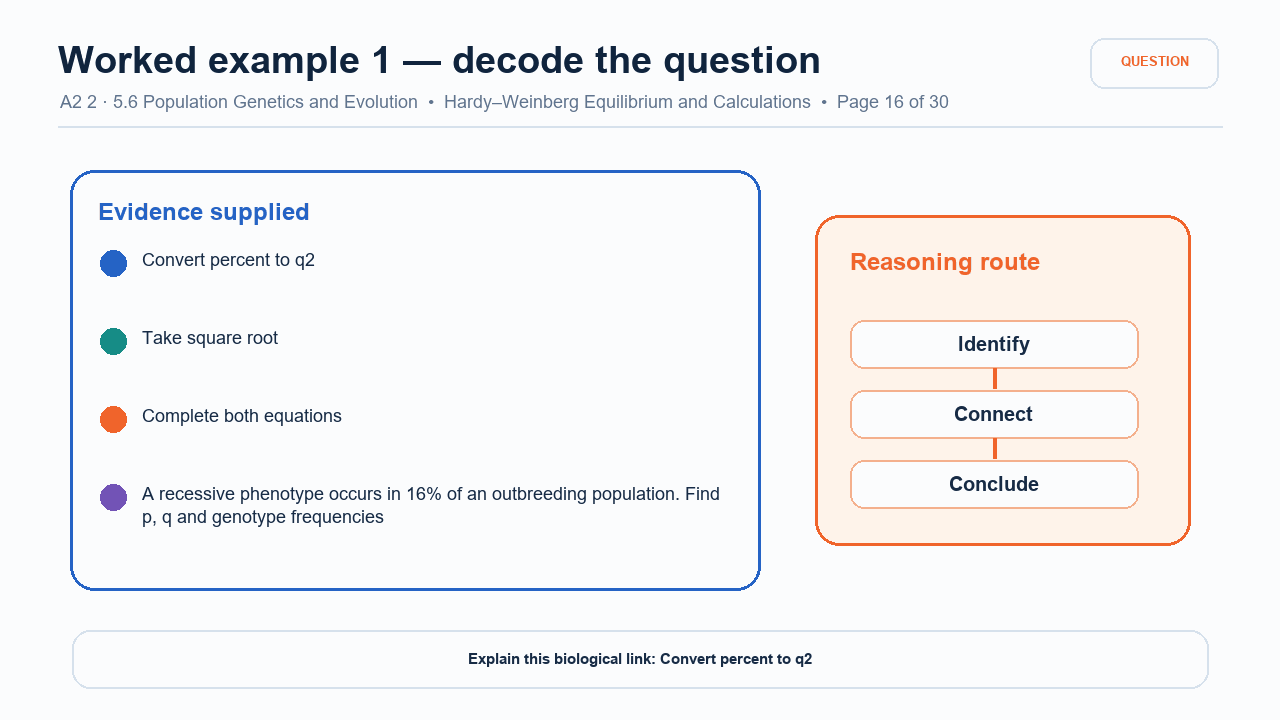 Worked example 1 — decode the question
QUESTION
A2 2 · 5.6 Population Genetics and Evolution • Hardy–Weinberg Equilibrium and Calculations • Page 16 of 30
Evidence supplied
Convert percent to q2
Take square root
Complete both equations
A recessive phenotype occurs in 16% of an outbreeding population. Find
p, q and genotype frequencies
Reasoning route
Identify
Connect
Conclude
Explain this biological link: Convert percent to q2